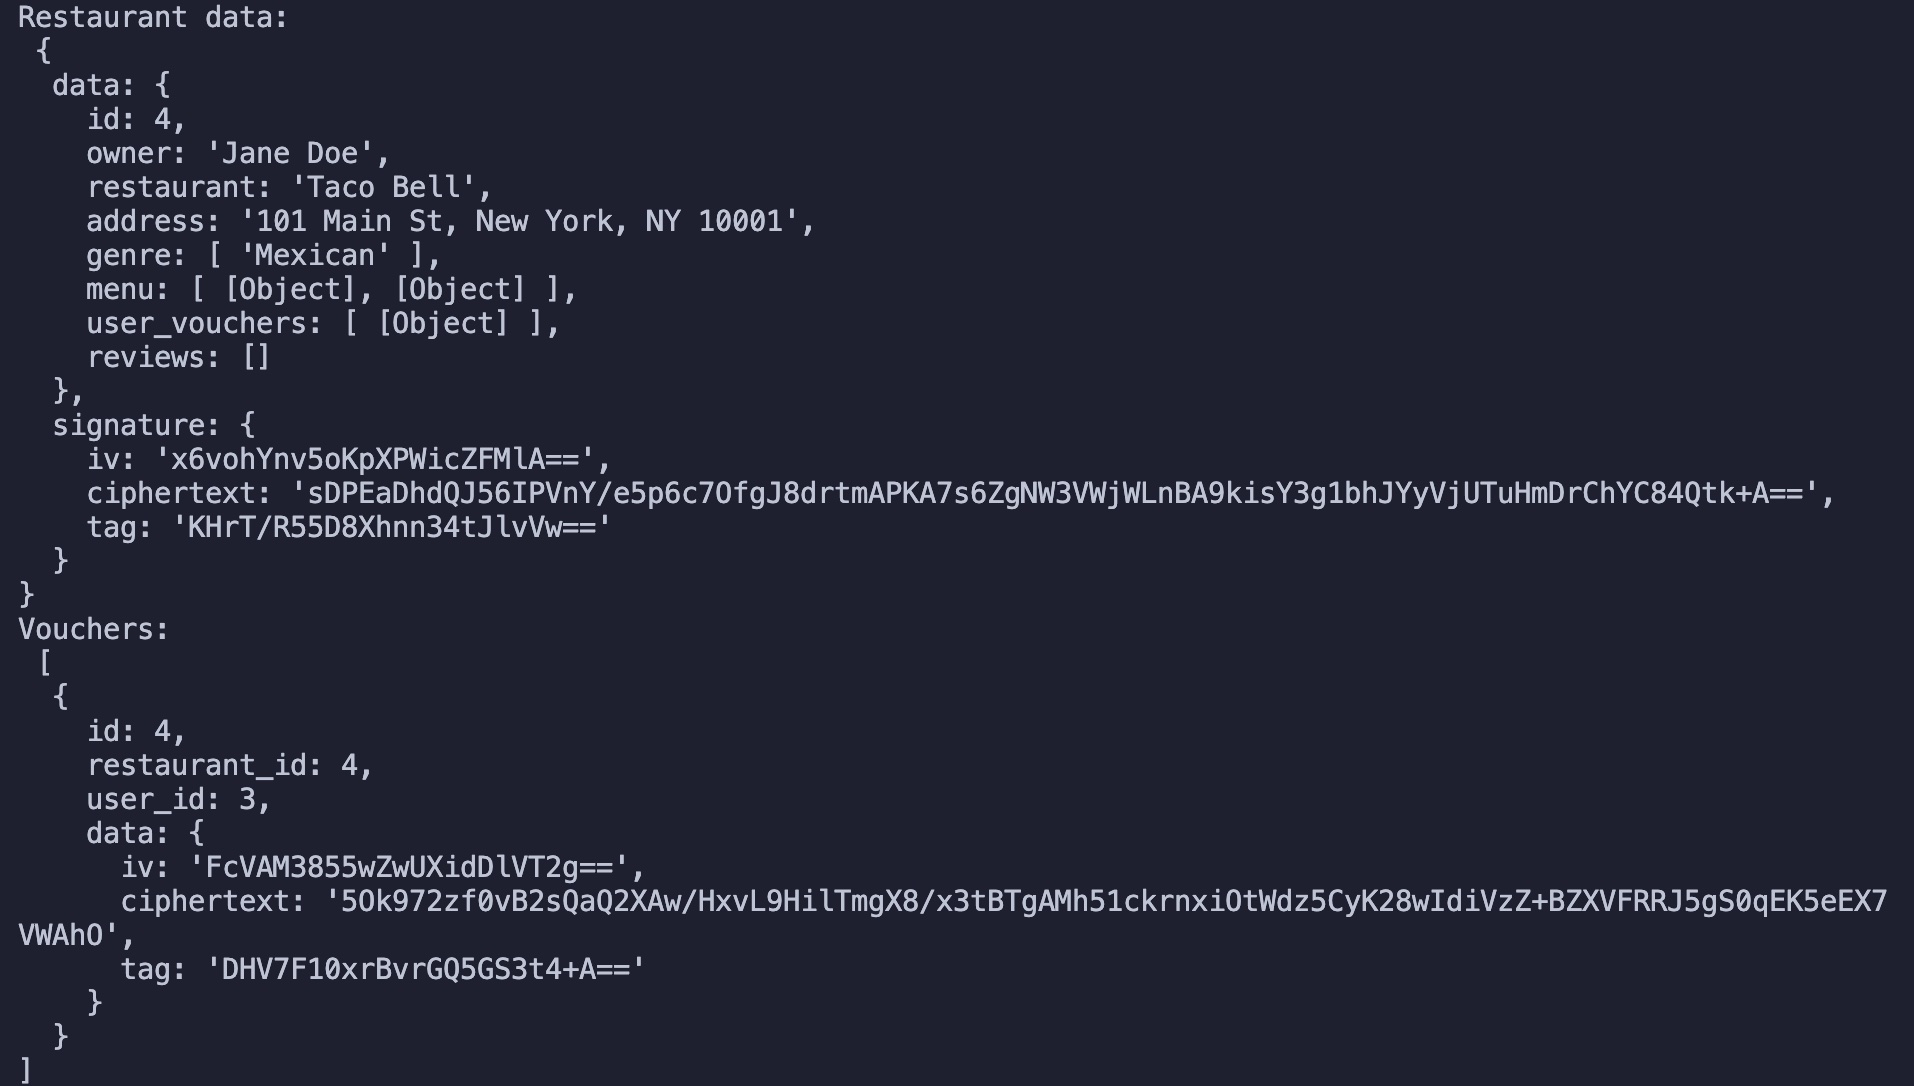 Restaurant data:
 {
  data: {
    id: 4,
    owner: 'Jane Doe',
    restaurant: 'Taco Bell',
    address: '101 Main St, New York, NY 10001',
    genre: [ 'Mexican' ],
    menu: [ [Object], [Object] ],
    user_vouchers: [ [Object] ],
    reviews: []
  },
  signature: {
    iv: 'x6vohYnv5oKpXPWicZFMlA==',
    ciphertext: 'sDPEaDhdQJ56IPVnY/e5p6c7OfgJ8drtmAPKA7s6ZgNW3VWjWLnBA9kisY3g1bhJYyVjUTuHmDrChYC84Qtk+A==',
    tag: 'KHrT/R55D8Xhnn34tJlvVw=='
  }
}
Vouchers:
 [
  {
    id: 4,
    restaurant_id: 4,
    user_id: 3,
    data: {
      iv: 'FcVAM3855wZwUXidDlVT2g==',
      ciphertext: '5Ok972zf0vB2sQaQ2XAw/HxvL9HilTmgX8/x3tBTgAMh51ckrnxiOtWdz5CyK28wIdiVzZ+BZXVFRRJ5gS0qEK5eEX7
VWAhO',
      tag: 'DHV7F10xrBvrGQ5GS3t4+A=='
    }
  }
]